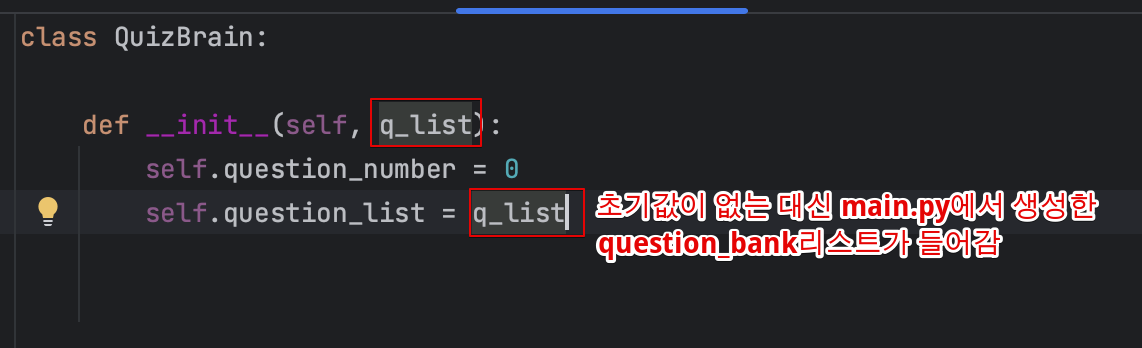 class QuizBrain:
def __init__(self, q_list):
self.question_number = 0
self.question_list = q_list
초기값이 없는 대신 main.py에서 생성한
question_bank리스트가 들어감